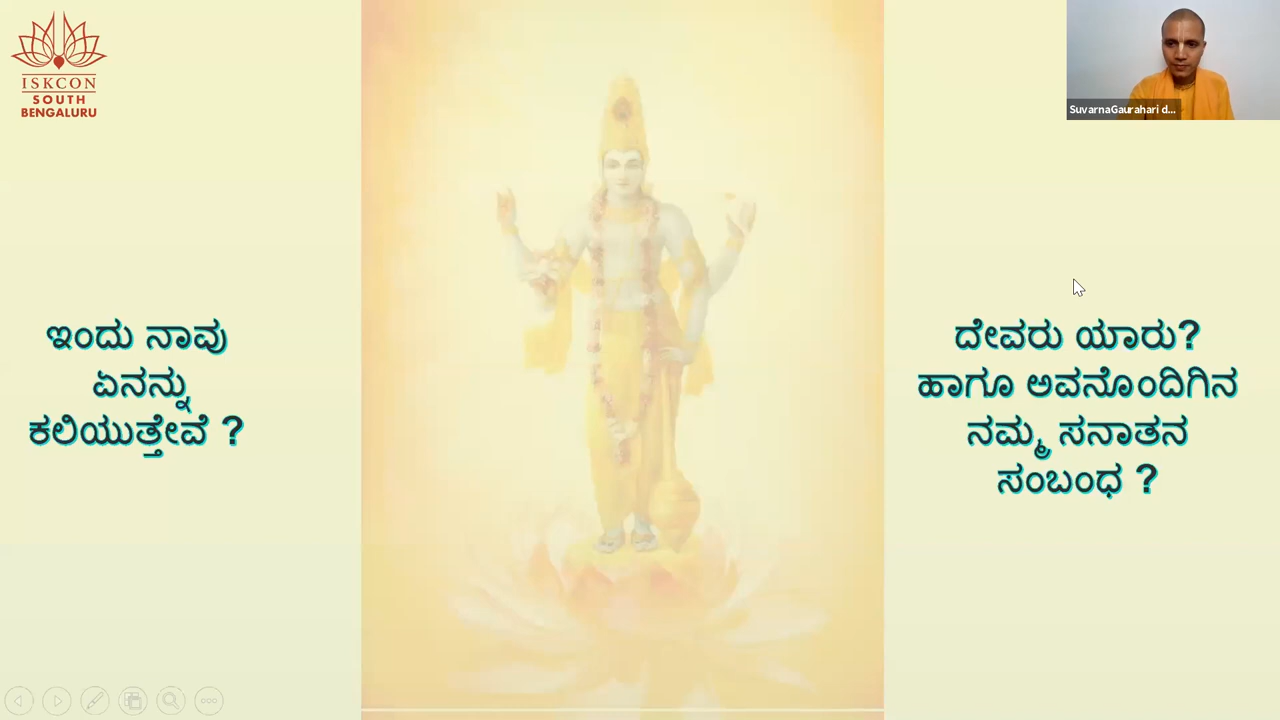 ISKCON
SOUTH
BENGALURU
SuvarnaGaurahari d...
ಇಂದು ನಾವು
ಏನನ್ನು
ಕಲಿಯುತ್ತೇವೆ ?
ದೇವರು ಯಾರು?
ಹಾಗೂ ಅವನೊಂದಿಗಿನ
ನಮ್ಮ ಸನಾತನ
ಸಂಬಂಧ ?